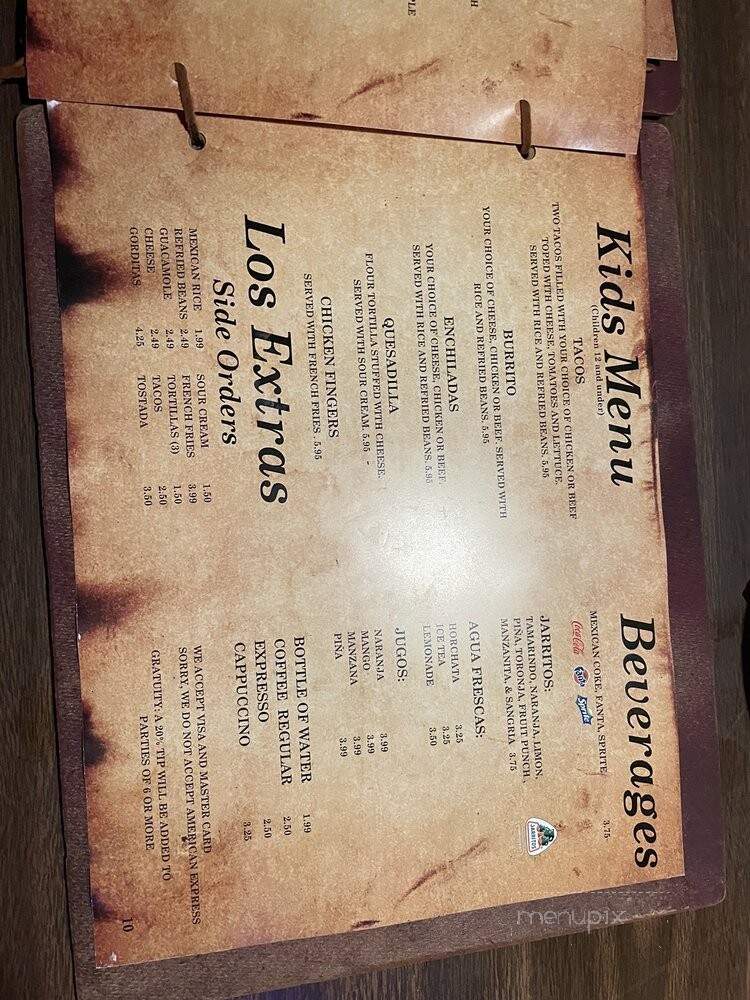 Kids Menu
(Children 12 and under)
TACOS
TWO TACOS FILLED WITH YOUR CHOICE OF CHICKEN OR BEEF
TOPED WITH CHEESE, TOMATOES AND LETTUCE.
SERVED WITH RICE AND REFRIED BEANS. 5.95
BURRITO
YOUR CHOICE OF CHEESE, CHICKEN OR BEEF. SERVED WITH
RICE AND REFRIED BEANS. 5.95
ENCHILADAS
YOUR CHOICE OF CHEESE, CHICKEN OR BEEF.
SERVED WITH RICE AND REFRIED BEANS. 5.95
QUESADILLA
FLOUR TORTILLA STUFFED WITH CHEESE.
SERVED WITH SOUR CREAM. 5.95
CHICKEN FINGERS
SERVED WITH FRENCH FRIES . 5.95
Los Extras
Side Orders
MEXICAN RICE 1.99 SOUR CREAM 1.50
REFRIED BEANS 2.49 FRENCH FRIES 3.99
GUACAMOLE 2.49 TORTILLAS (3) 1.50
CHEESE 2.49 TACOS 2.50
GORDITAS 4.25 TOSTADA 3.50
Beverages
MEXICAN COKE, FANTA, SPRITE 3.75
Coca-Cola Fanta Sprite
JARRITOS:
TAMARINDO, NARANJA, LIMON,
PIÑA, TORONJA, FRUIT PUNCH ,
MANZANITA, & SANGRIA 3.75
JARRITOS
AGUA FRESCAS:
HORCHATA 3.25
ICE TEA 3.25
LEMONADE 3.50
JUGOS:
NARANJA 3.99
MANGO 3.99
MANZANA 3.99
PIÑA 3.99
BOTTLE OF WATER 1.99
COFFEE REGULAR 2.50
EXPRESSO 2.50
CAPPUCCINO 3.25
WE ACCEPT VISA AND MASTER CARD
SORRY, WE DO NOT ACCEPT AMERICAN EXPRESS
GRATUITY: A 20% TIP WILL BE ADDED TO
PARTIES OF 6 OR MORE
10
menupix